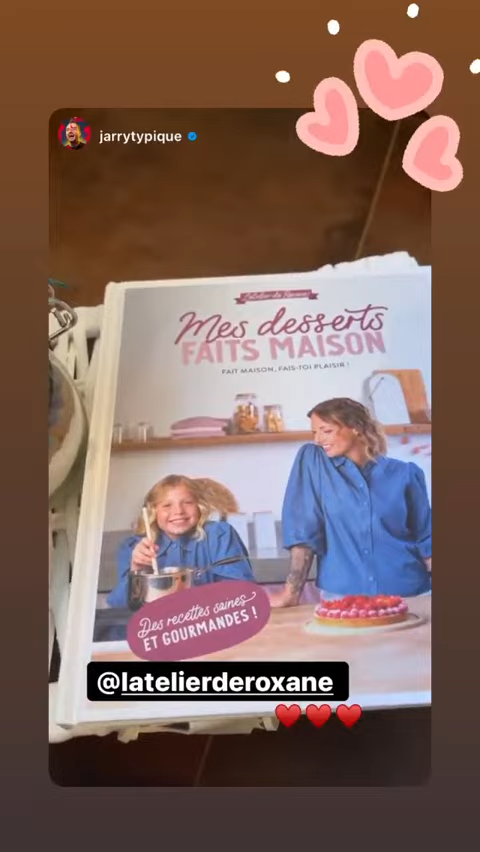 jarrytypique
L'atelier de Roxane
Mes desserts
FAITS MAISON
FAIT MAISON, FAIS-TOI PLAISIR !
Des recettes saines
ET GOURMANDES !
@latelierderoxane